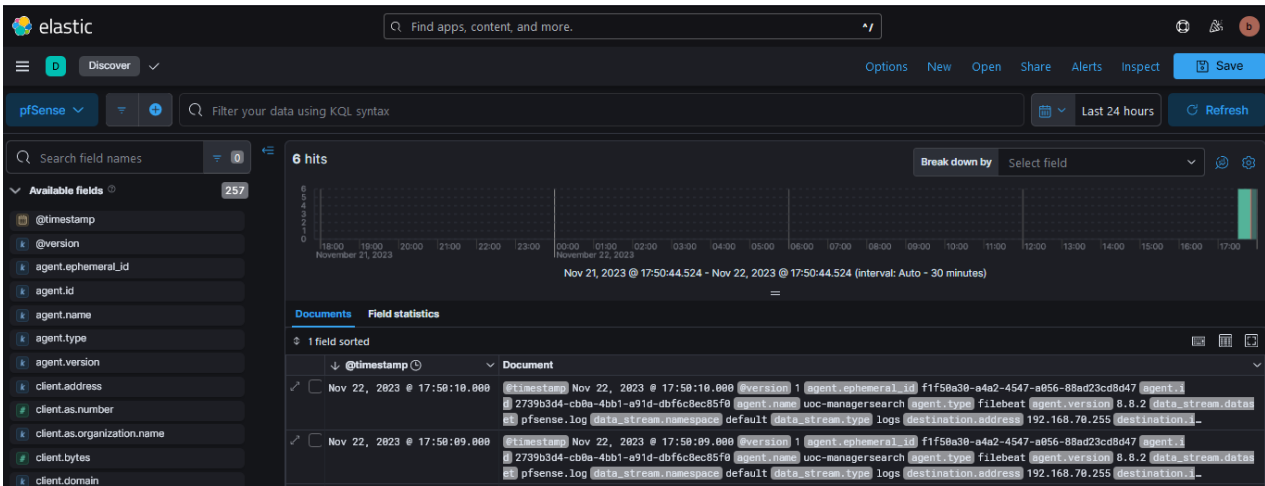 elastic
Find apps, content, and more.
^/
b
D
Discover
Options New Open Share Alerts Inspect Save
pfSense
Filter your data using KQL syntax
Last 24 hours
Refresh
Search field names
0
Available fields
257
@timestamp
@version
agent.ephemeral_id
agent.id
agent.name
agent.type
agent.version
client.address
client.as.number
client.as.organization.name
client.bytes
client.domain
6 hits
Break down by Select field
6
5
4
3
2
1
0
18:00 19:00 20:00 21:00 22:00 23:00 00:00 01:00 02:00 03:00 04:00 05:00 06:00 07:00 08:00 09:00 10:00 11:00 12:00 13:00 14:00 15:00 16:00 17:00
November 21, 2023 November 22, 2023
Nov 21, 2023 @ 17:50:44.524 - Nov 22, 2023 @ 17:50:44.524 (interval: Auto - 30 minutes)
Documents Field statistics
1 field sorted
@timestamp Document
Nov 22, 2023 @ 17:50:10.000 @timestamp Nov 22, 2023 @ 17:50:10.000 @version 1 agent.ephemeral_id f1f50a30-a4a2-4547-a056-88ad23cd8d47 agent.i
d 2739b3d4-cb0a-4bb1-a91d-dbf6c8ec85f0 agent.name uoc-managersearch agent.type filebeat agent.version 8.8.2 data_stream.datas
et pfsense.log data_stream.namespace default data_stream.type logs destination.address 192.168.70.255 destination.i…
Nov 22, 2023 @ 17:50:09.000 @timestamp Nov 22, 2023 @ 17:50:09.000 @version 1 agent.ephemeral_id f1f50a30-a4a2-4547-a056-88ad23cd8d47 agent.i
d 2739b3d4-cb0a-4bb1-a91d-dbf6c8ec85f0 agent.name uoc-managersearch agent.type filebeat agent.version 8.8.2 data_stream.datas
et pfsense.log data_stream.namespace default data_stream.type logs destination.address 192.168.70.255 destination.i…